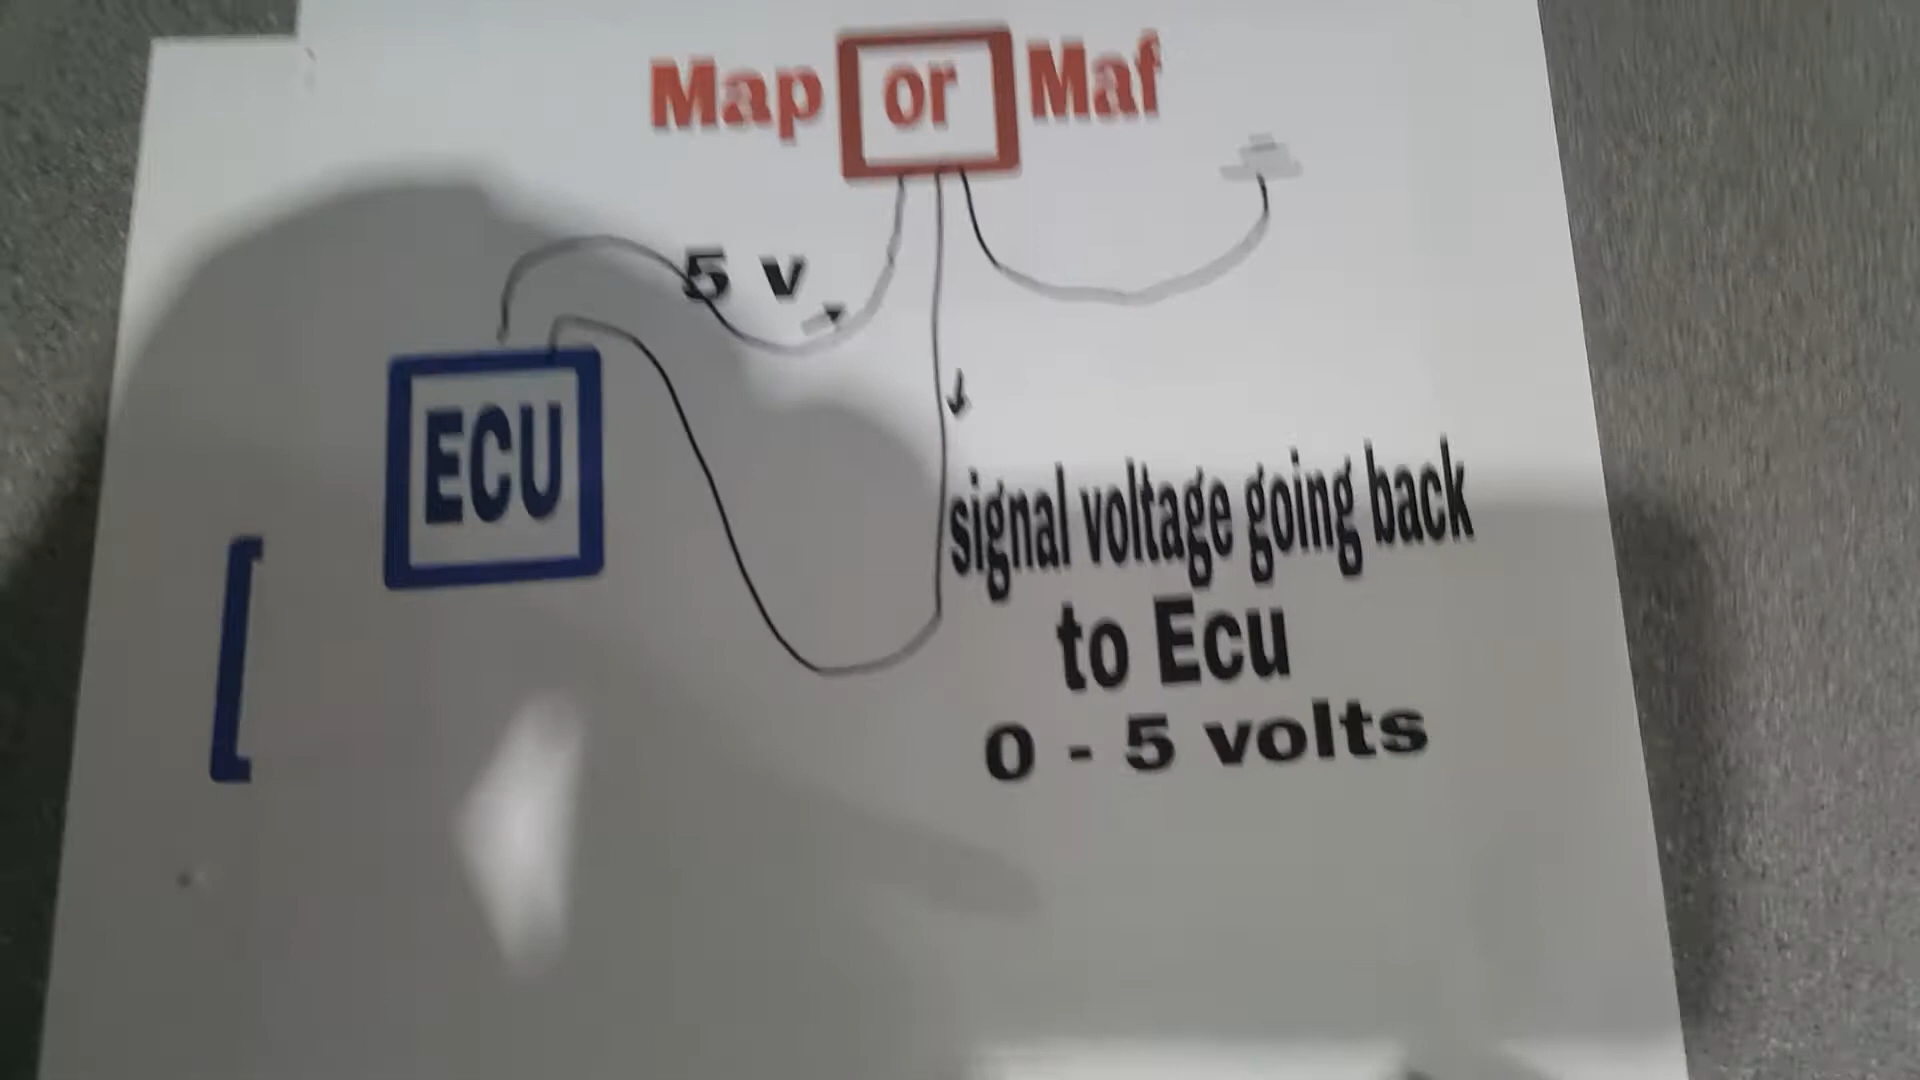 Map or Maf
5 v
ECU
signal voltage going back
to Ecu
0 - 5 volts